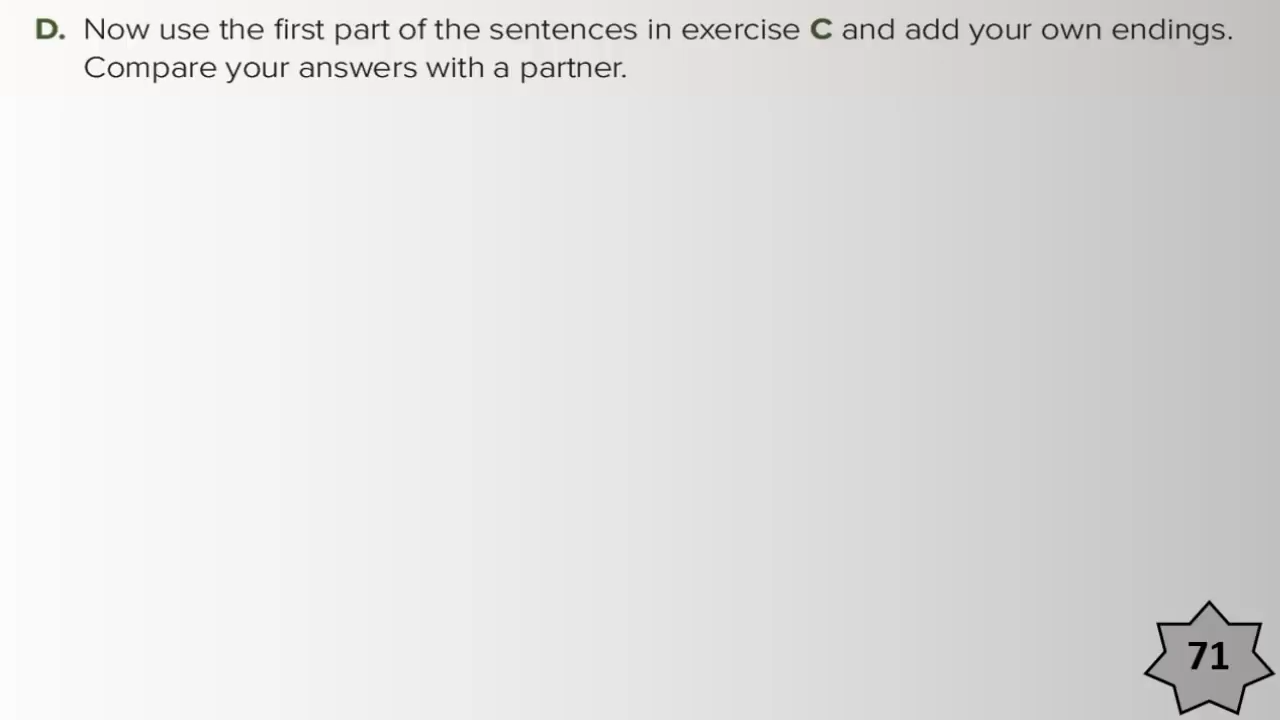 D. Now use the first part of the sentences in exercise C and add your own endings.
Compare your answers with a partner.
71